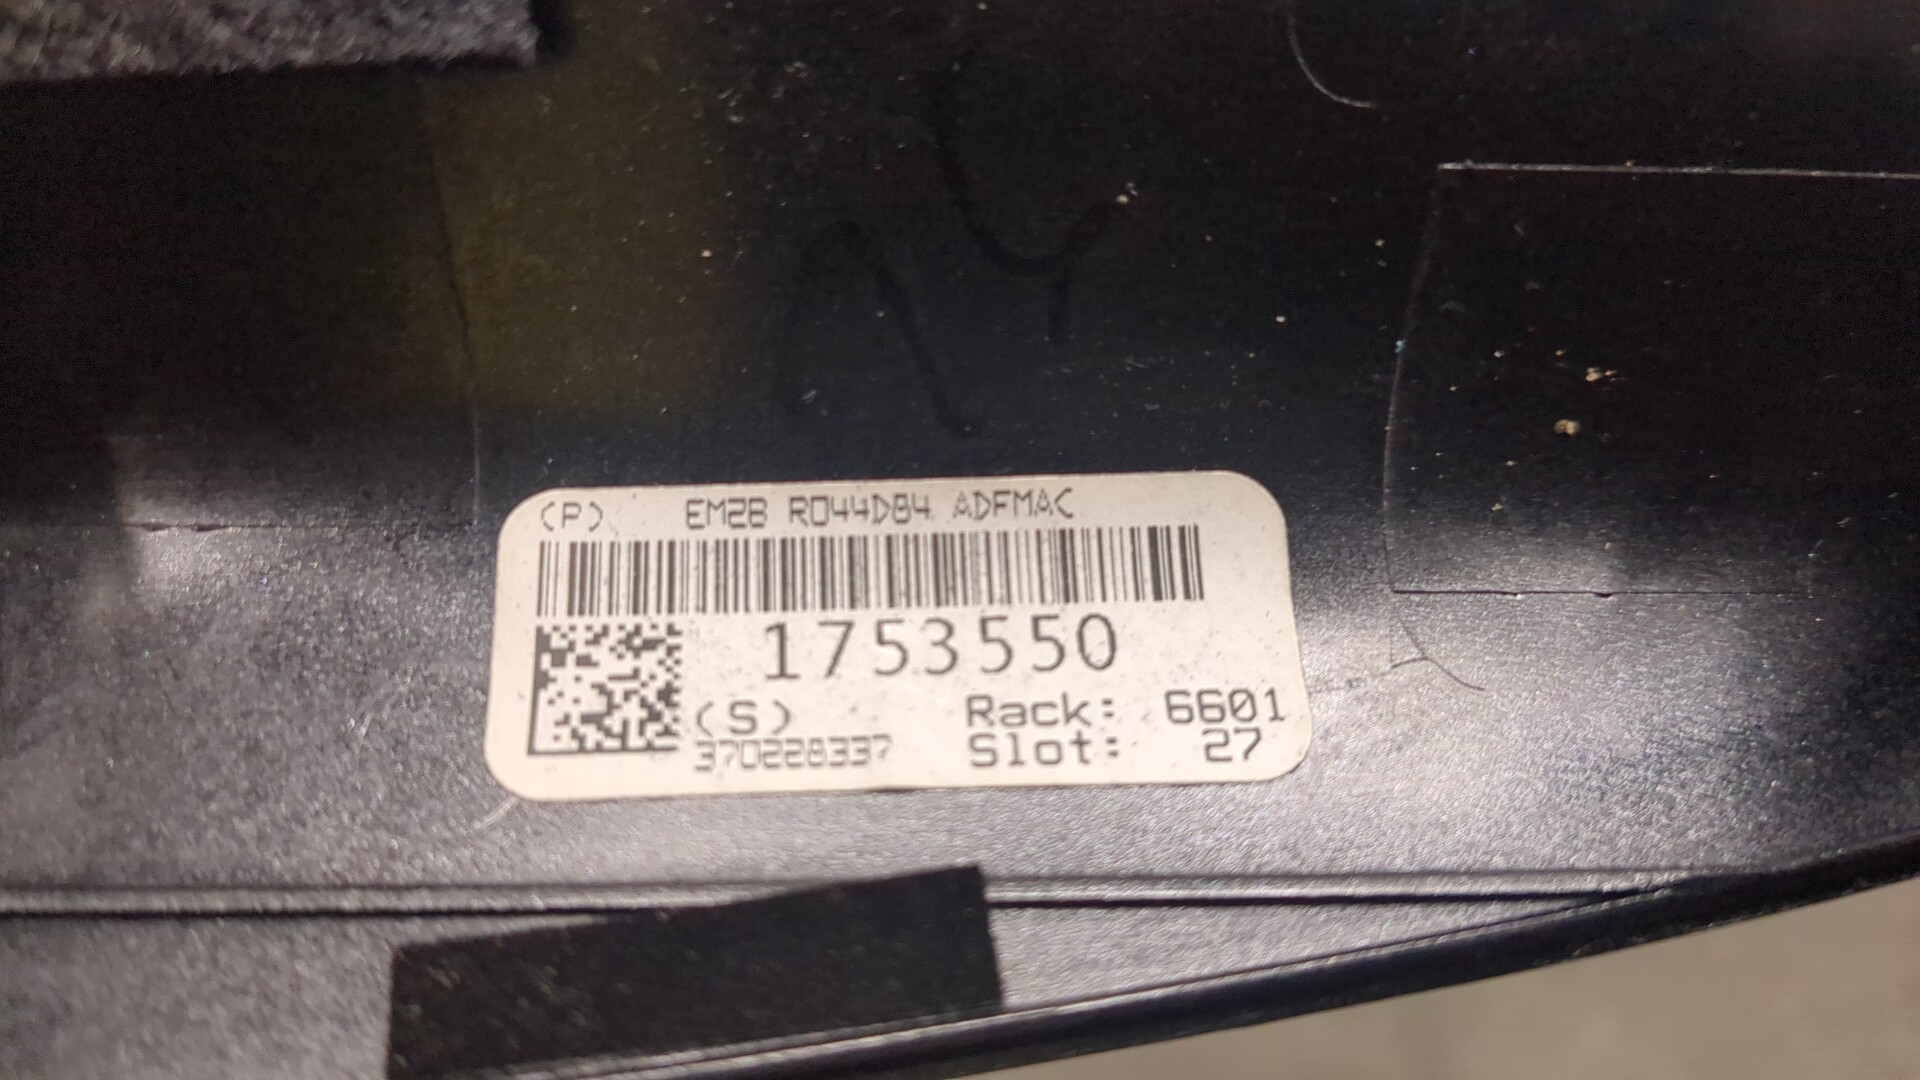 (P) EM2B R044D84 ADFMAC
1753550
(S) Rack: 6601
370228337 Slot: 27